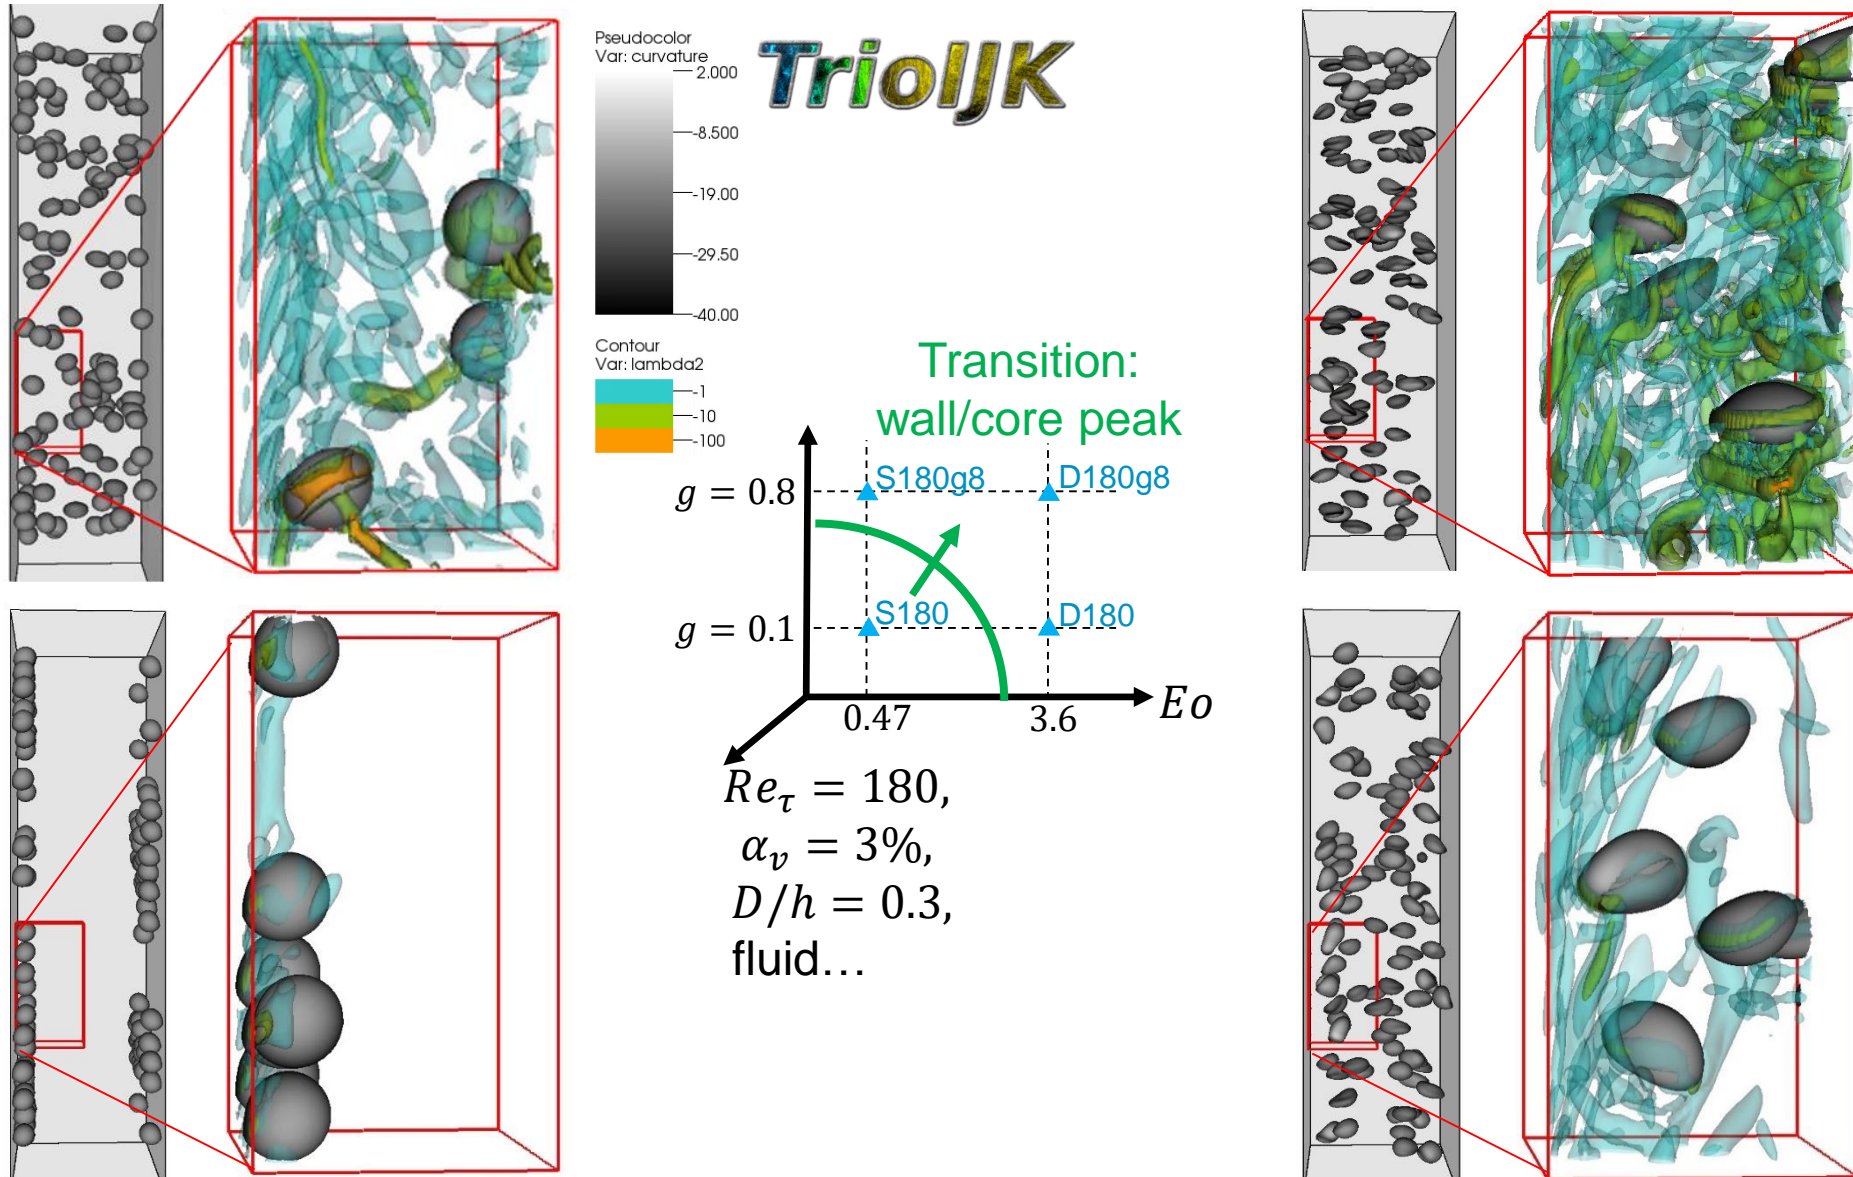 Pseudocolor
Var: curvature
2.000
-8.500
-19.00
-29.50
-40.00
TrioIJK
Contour
Var: lambda2
-1
-10
-100
Transition:
wall/core peak
S180g8
D180g8
g = 0.8
S180
D180
g = 0.1
0.47
3.6
Eo
Re_τ = 180,
α_v = 3%,
D/h = 0.3,
fluid…